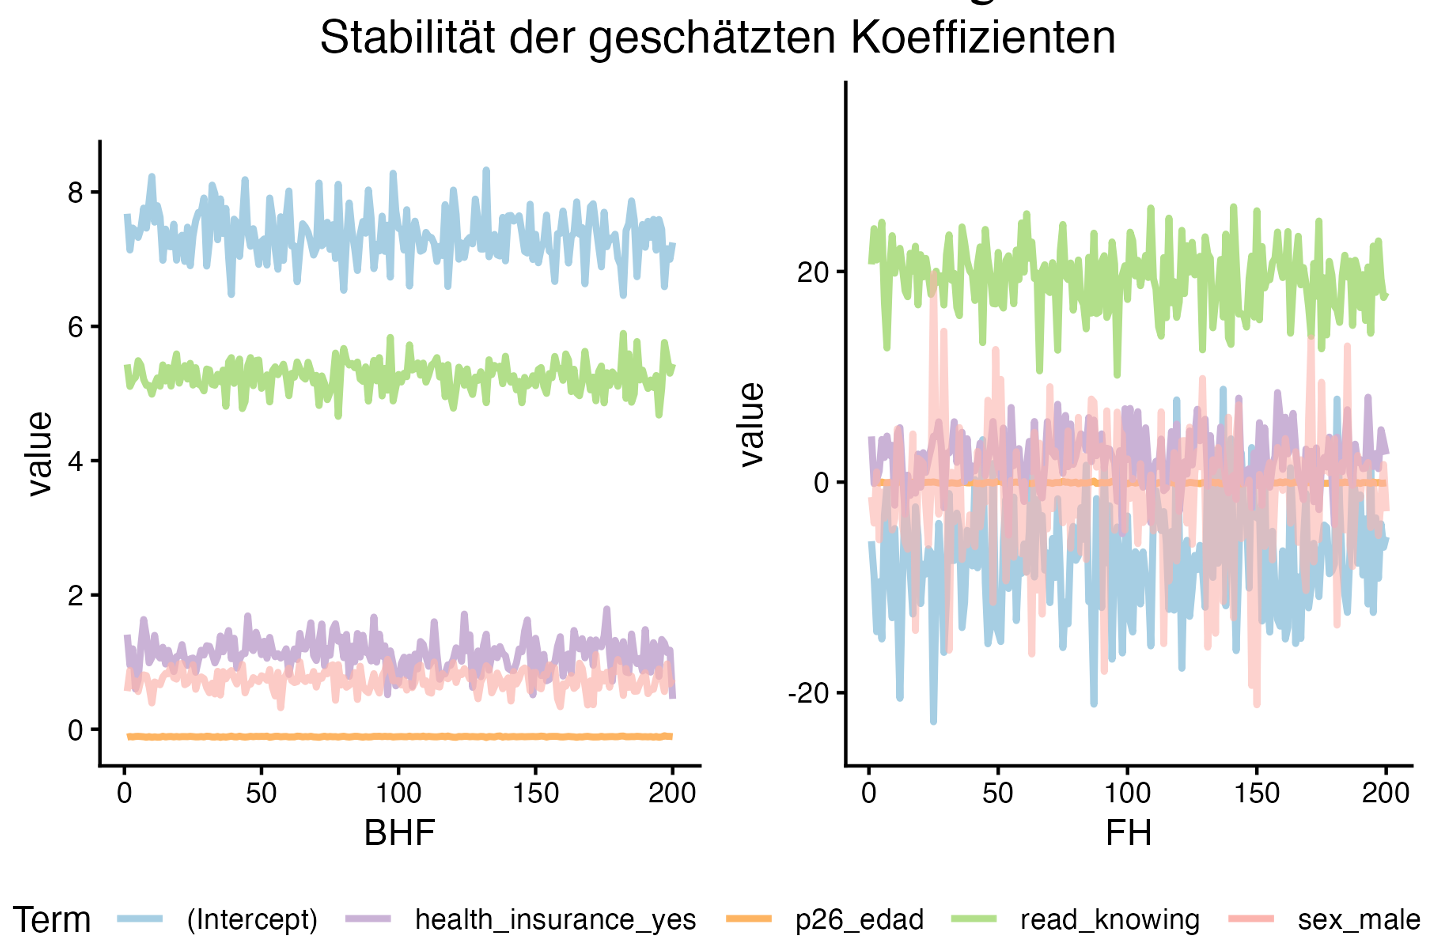 Stabilität der geschätzten Koeffizienten
value
8
6
4
2
0
0 50 100 150 200
BHF
value
20
0
-20
0 50 100 150 200
FH
Term (Intercept) health_insurance_yes p26_edad read_knowing sex_male